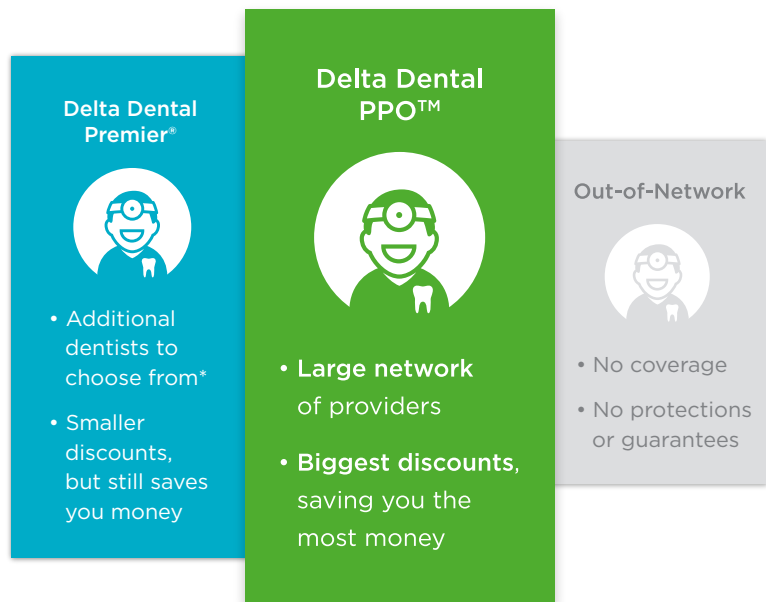 Delta Dental
Premier®
• Additional
dentists to
choose from*
• Smaller
discounts,
but still saves
you money
Delta Dental
PPO™
• Large network
of providers
• Biggest discounts,
saving you the
most money
Out-of-Network
• No coverage
• No protections
or guarantees